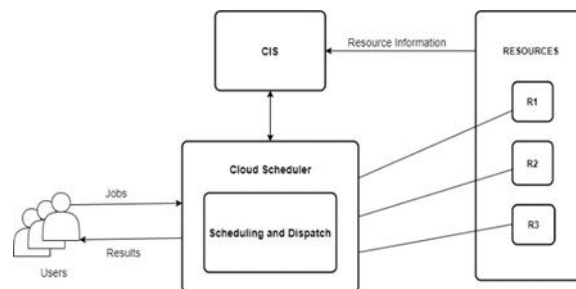 CIS
Resource Information
RESOURCES
R1
Cloud Scheduler
R2
Jobs
Scheduling and Dispatch
R3
Results
Users